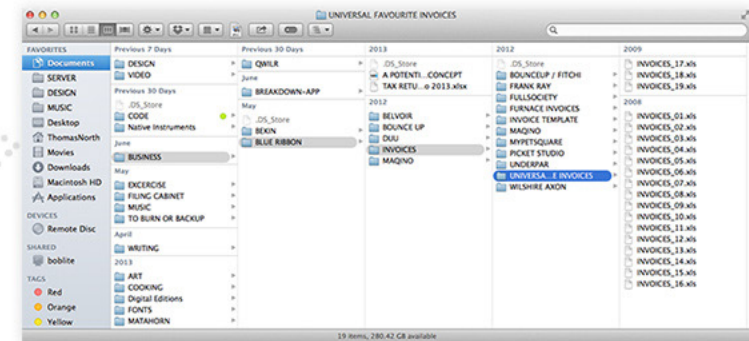 UNIVERSAL FAVOURITE INVOICES
FAVORITES
Documents
SERVER
DESIGN
MUSIC
Desktop
ThomasNorth
Movies
Downloads
Macintosh HD
Applications
DEVICES
Remote Disc
SHARED
boblite
TAGS
Red
Orange
Yellow
Previous 7 Days
DESIGN
VIDEO
Previous 30 Days
.DS_Store
CODE
Native Instruments
June
BUSINESS
May
EXCERCISE
FILING CABINET
MUSIC
TO BURN OR BACKUP
April
WRITING
2013
ART
COOKING
Digital Editions
FONTS
MATAHORN
Previous 30 Days
QWILR
June
BREAKDOWN-APP
May
.DS_Store
BEKIN
BLUE RIBBON
2013
.DS_Store
A POTENTI...CONCEPT
TAX RETU...o 2013.xlsx
2012
BELVOIR
BOUNCE UP
DUU
INVOICES
MAQINO
2012
.DS_Store
BOUNCEUP / FITCHI
FRANK RAY
FULLSOCIETY
FURNACE INVOICES
INVOICE TEMPLATE
MAQINO
MYPETSQUARE
PICKET STUDIO
UNDERPAR
UNIVERSA...E INVOICES
WILSHIRE AXON
2009
INVOICES_17.xls
INVOICES_18.xls
INVOICES_19.xls
2008
INVOICES_01.xls
INVOICES_02.xls
INVOICES_03.xls
INVOICES_04.xls
INVOICES_05.xls
INVOICES_06.xls
INVOICES_07.xls
INVOICES_08.xls
INVOICES_09.xls
INVOICES_10.xls
INVOICES_11.xls
INVOICES_12.xls
INVOICES_13.xls
INVOICES_14.xls
INVOICES_15.xls
INVOICES_16.xls
19 items, 280.42 GB available